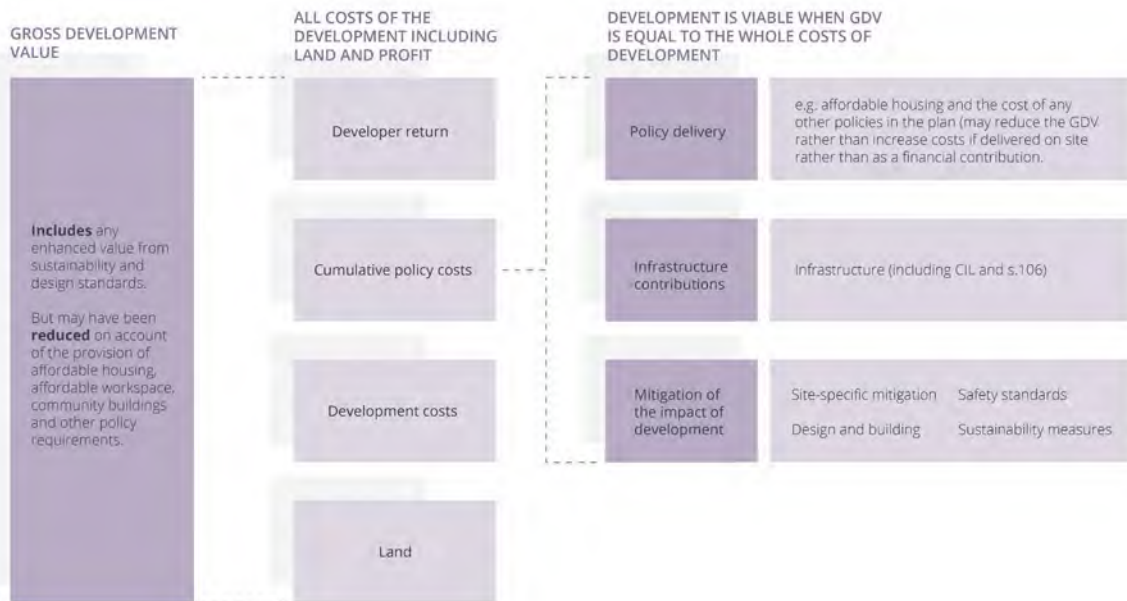 GROSS DEVELOPMENT
VALUE
Includes any
enhanced value from
sustainability and
design standards.
But may have been
reduced on account
of the provision of
affordable housing,
affordable workspace,
community buildings
and other policy
requirements.
ALL COSTS OF THE
DEVELOPMENT INCLUDING
LAND AND PROFIT
Developer return
Cumulative policy costs
Development costs
Land
DEVELOPMENT IS VIABLE WHEN GDV
IS EQUAL TO THE WHOLE COSTS OF
DEVELOPMENT
Policy delivery
e.g. affordable housing and the cost of any
other policies in the plan (may reduce the GDV
rather than increase costs if delivered on site
rather than as a financial contribution.
Infrastructure
contributions
Infrastructure (including CIL and s.106)
Mitigation of
the impact of
development
Site-specific mitigation
Safety standards
Design and building
Sustainability measures